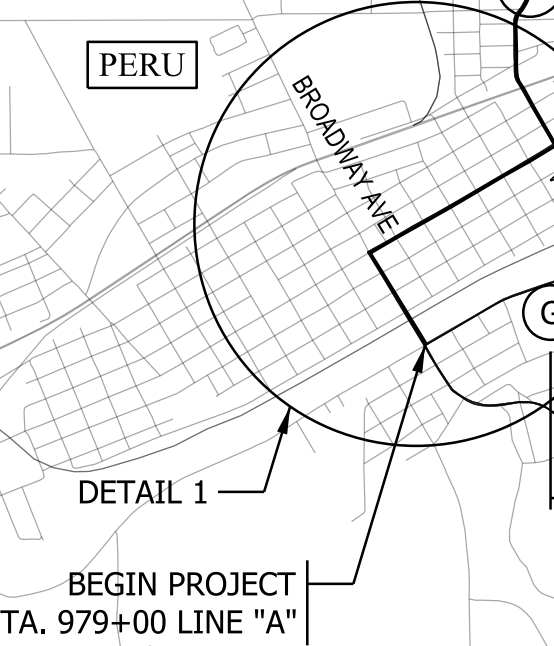 PERU
BROADWAY AVE
G
DETAIL 1
BEGIN PROJECT
TA. 979+00 LINE "A"